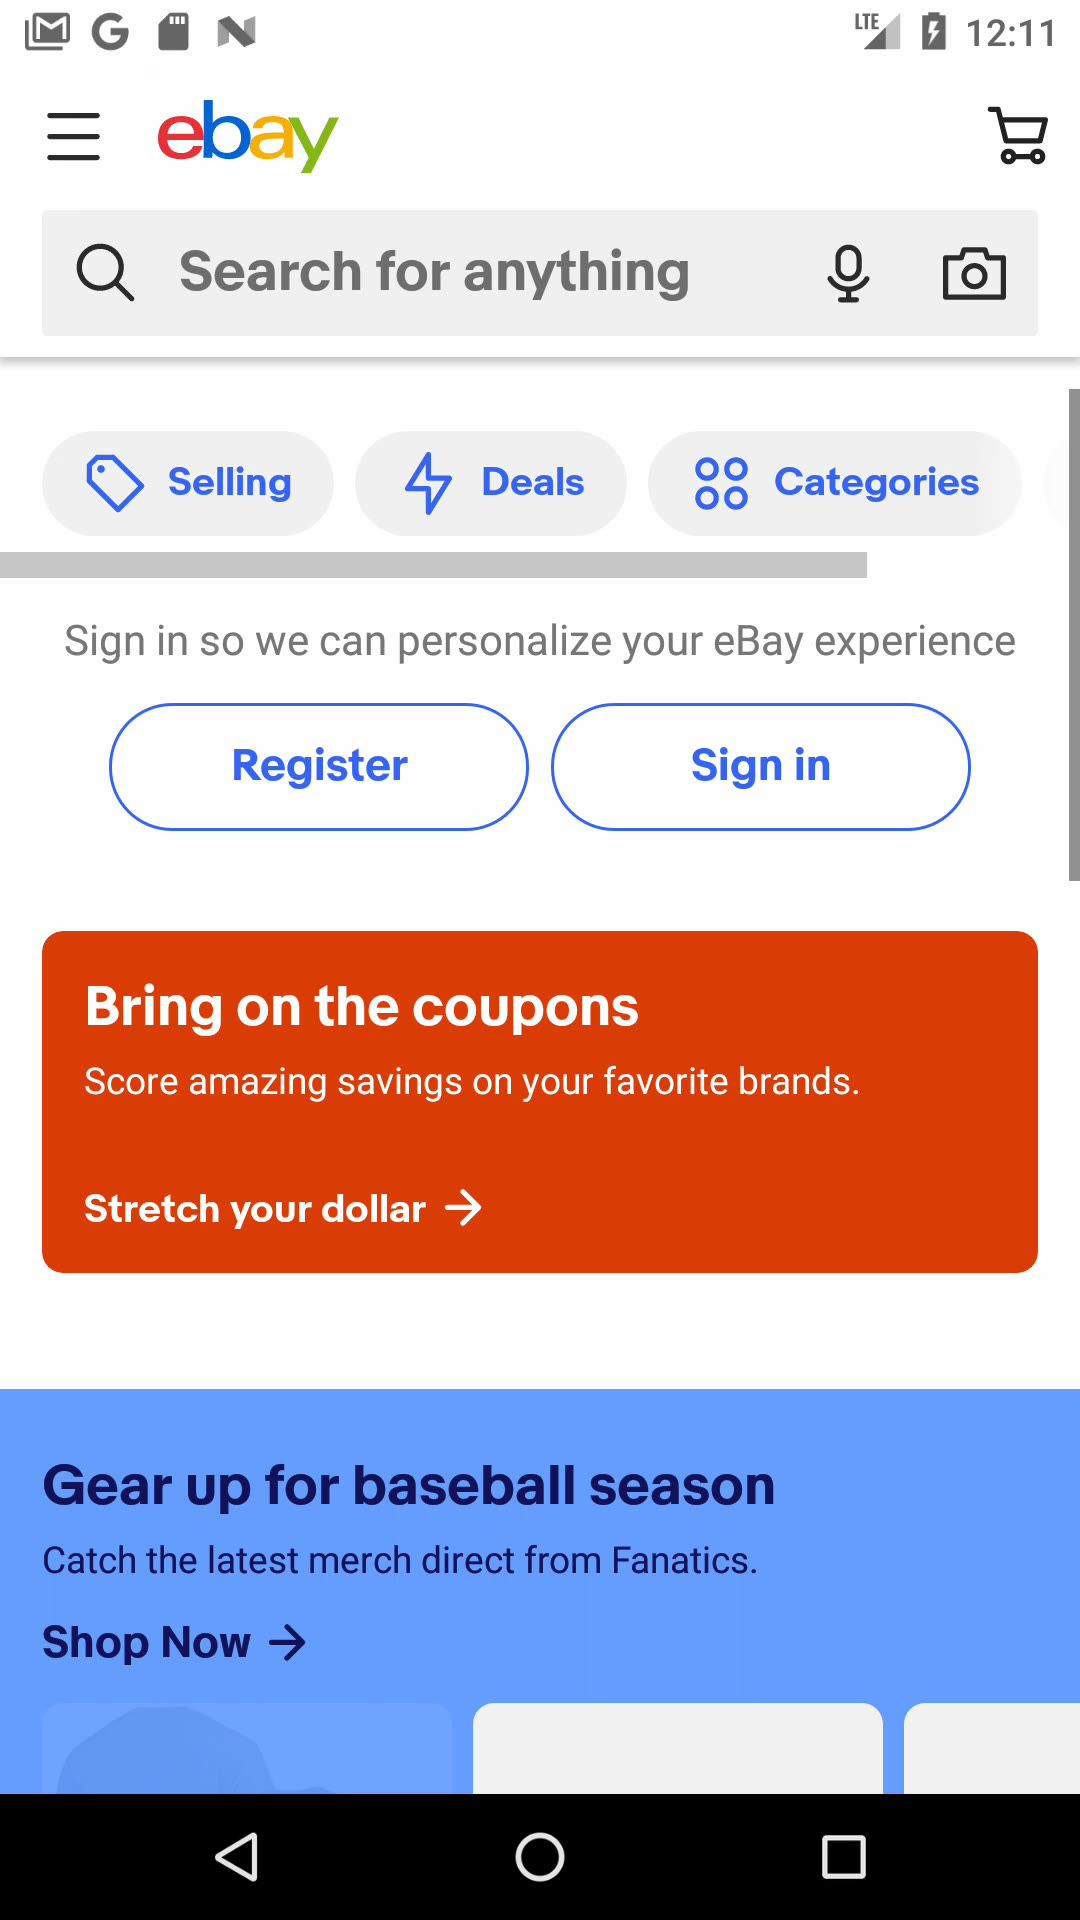 LTE 12:11
ebay
Search for anything
Selling Deals Categories
Sign in so we can personalize your eBay experience
Register Sign in
Bring on the coupons
Score amazing savings on your favorite brands.
Stretch your dollar
Gear up for baseball season
Catch the latest merch direct from Fanatics.
Shop Now